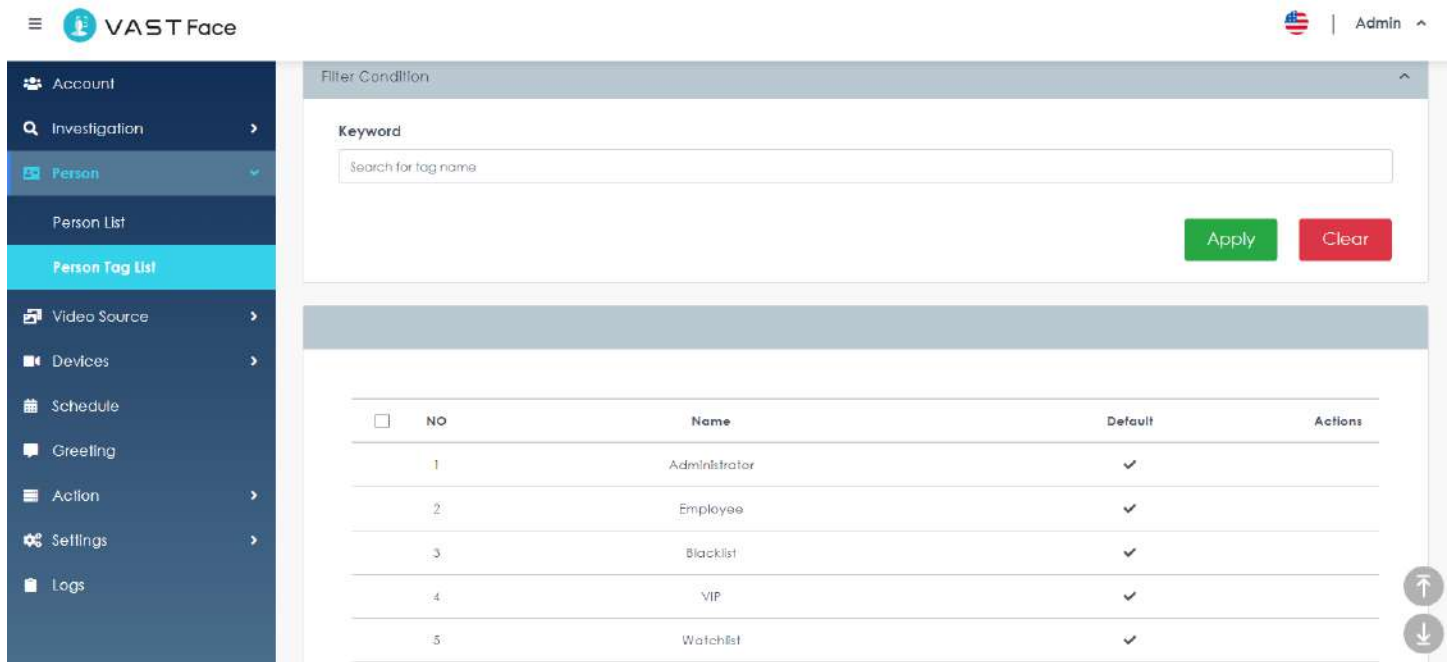 VAST Face
Admin
Account
Investigation
Person
Person List
Person Tag List
Video Source
Devices
Schedule
Greeting
Action
Settings
Logs
Filter Condition
Keyword
Search for tag name
Apply
Clear
NO Name Default Actions
1 Administrator
2 Employee
3 Blacklist
4 VIP
5 Watchlist